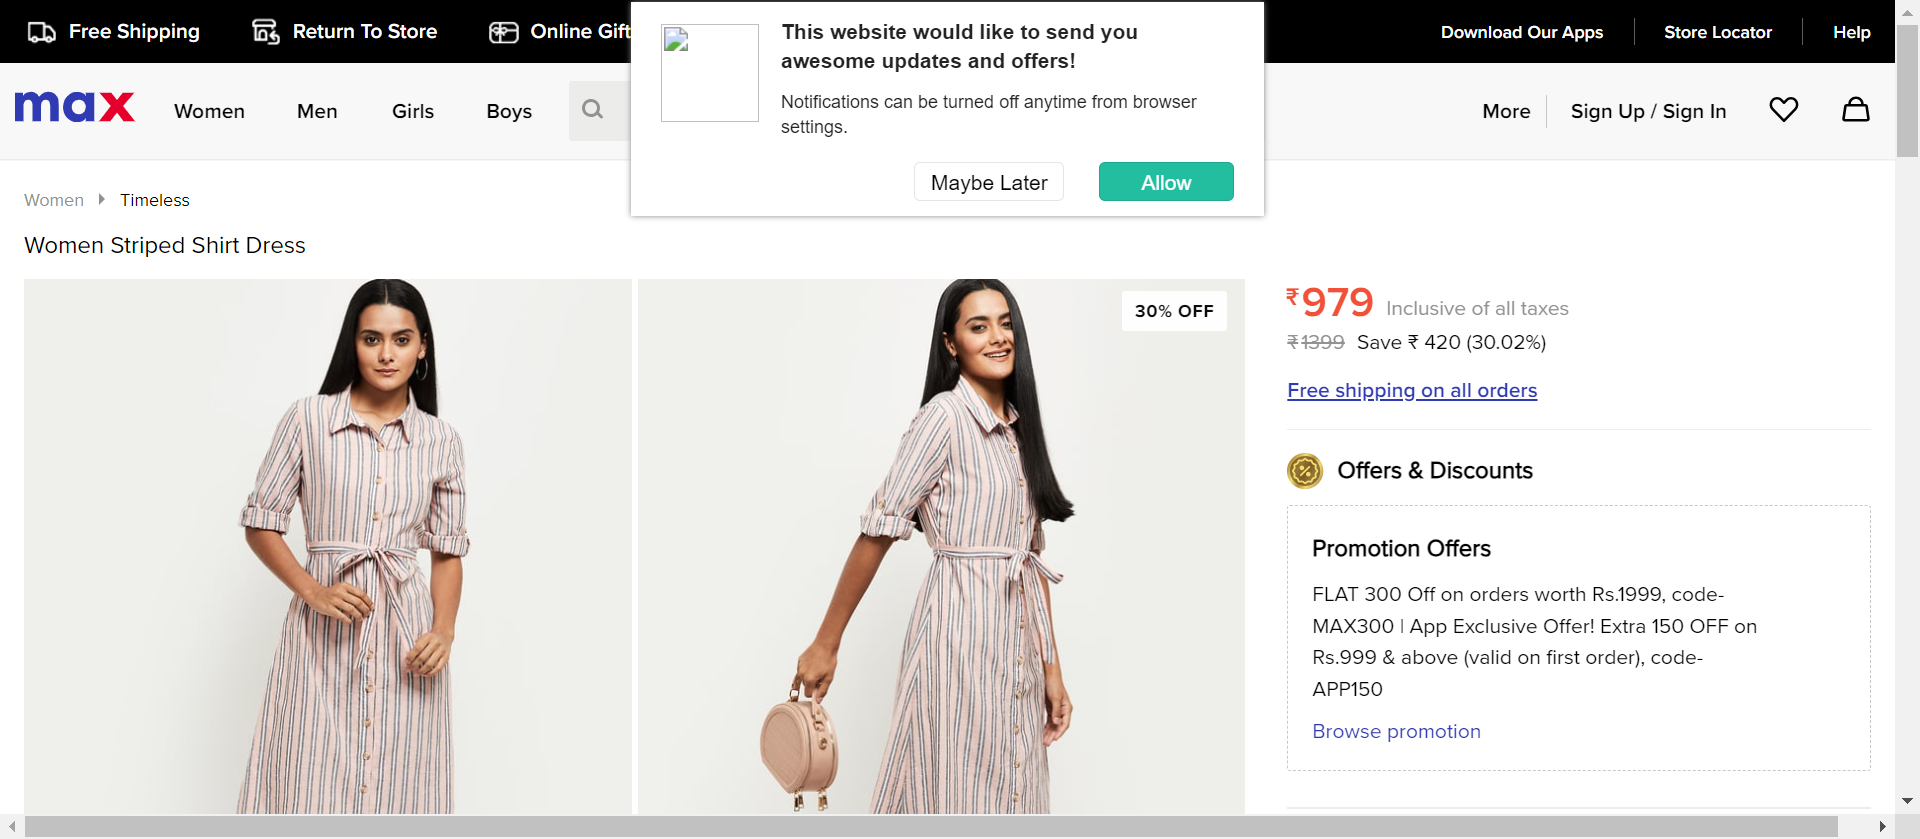 Free Shipping
Return To Store
Online Gift
This website would like to send you
awesome updates and offers!
Notifications can be turned off anytime from browser
settings.
Maybe Later
Allow
Download Our Apps
Store Locator
Help
max
Women
Men
Girls
Boys
More
Sign Up / Sign In
Women
Timeless
Women Striped Shirt Dress
30% OFF
₹979 Inclusive of all taxes
₹1399 Save ₹ 420 (30.02%)
Free shipping on all orders
Offers & Discounts
Promotion Offers
FLAT 300 Off on orders worth Rs.1999, code-
MAX300 | App Exclusive Offer! Extra 150 OFF on
Rs.999 & above (valid on first order), code-
APP150
Browse promotion